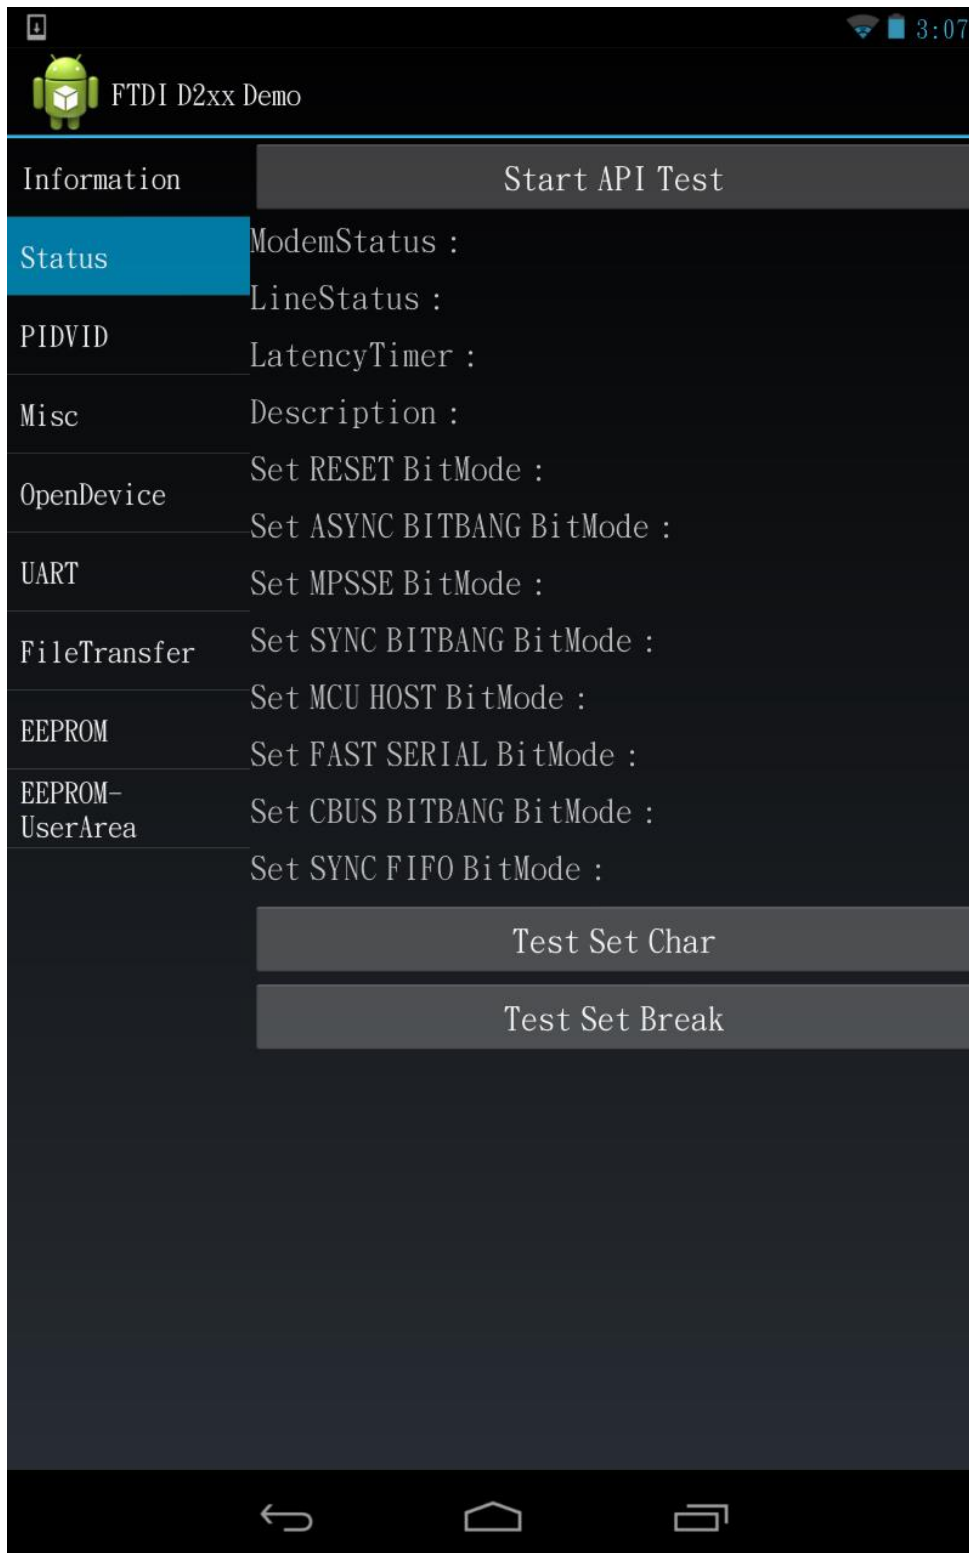 3:07
FTDI D2xx Demo
Information
Status
PIDVID
Misc
OpenDevice
UART
FileTransfer
EEPROM
EEPROM-
UserArea
Start API Test
ModemStatus :
LineStatus :
LatencyTimer :
Description :
Set RESET BitMode :
Set ASYNC BITBANG BitMode :
Set MPSSE BitMode :
Set SYNC BITBANG BitMode :
Set MCU HOST BitMode :
Set FAST SERIAL BitMode :
Set CBUS BITBANG BitMode :
Set SYNC FIFO BitMode :
Test Set Char
Test Set Break